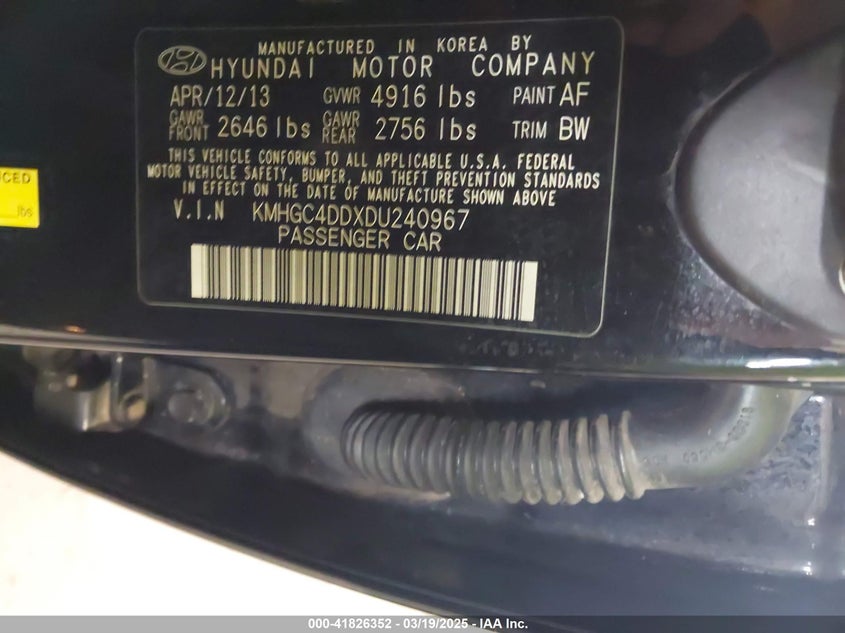 MANUFACTURED IN KOREA BY
HYUNDAI MOTOR COMPANY
APR/12/13 GVWR 4916 lbs PAINT AF
GAWR FRONT 2646 lbs GAWR REAR 2756 lbs TRIM BW
THIS VEHICLE CONFORMS TO ALL APPLICABLE U.S.A. FEDERAL
MOTOR VEHICLE SAFETY, BUMPER, AND THEFT PREVENTION STANDARDS
IN EFFECT ON THE DATE OF MANUFACTURE SHOWN ABOVE
V.I.N KMHGC4DDXDU240967
PASSENGER CAR
lbs
000-41826352 - 03/19/2025 - IAA Inc.